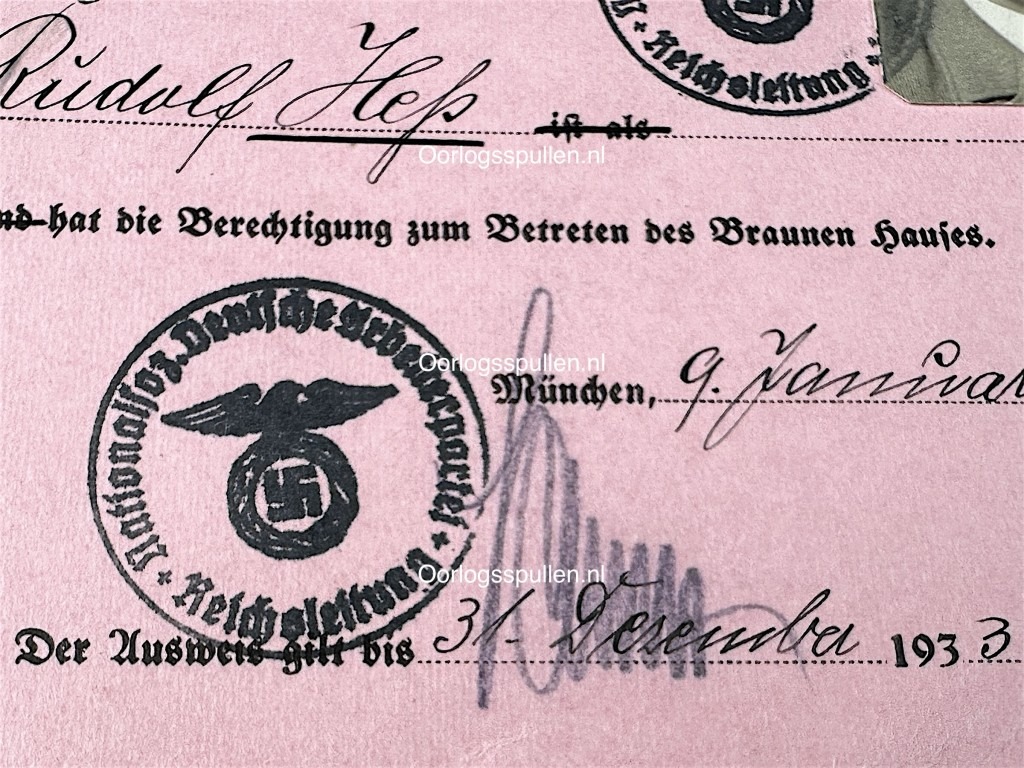 Rudolf Heß ist als
Reichsleitung
Oorlogsspullen.nl
hat die Berechtigung zum Betreten des Braunen Hauses.
Nationalsoz. Deutsche Arbeiterpartei
Reichsleitung
Oorlogsspullen.nl
München, 9. Januar
Oorlogsspullen.nl
Der Ausweis gilt bis 31. Dezember 1933